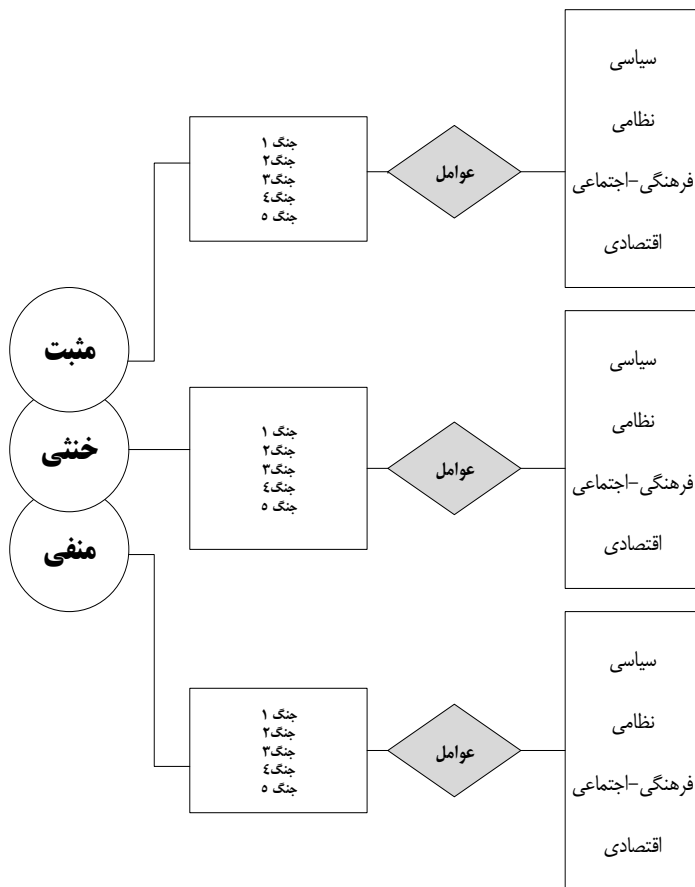 سیاسی
نظامی
فرهنگی-اجتماعی
اقتصادی
عوامل
جنگ ۱
جنگ۲
جنگ۳
جنگ٤
جنگ ٥
مثبت
سیاسی
نظامی
فرهنگی-اجتماعی
اقتصادی
عوامل
جنگ ۱
جنگ۲
جنگ۳
جنگ٤
جنگ ٥
خنثی
سیاسی
نظامی
فرهنگی-اجتماعی
اقتصادی
عوامل
جنگ ۱
جنگ۲
جنگ۳
جنگ٤
جنگ ٥
منفی